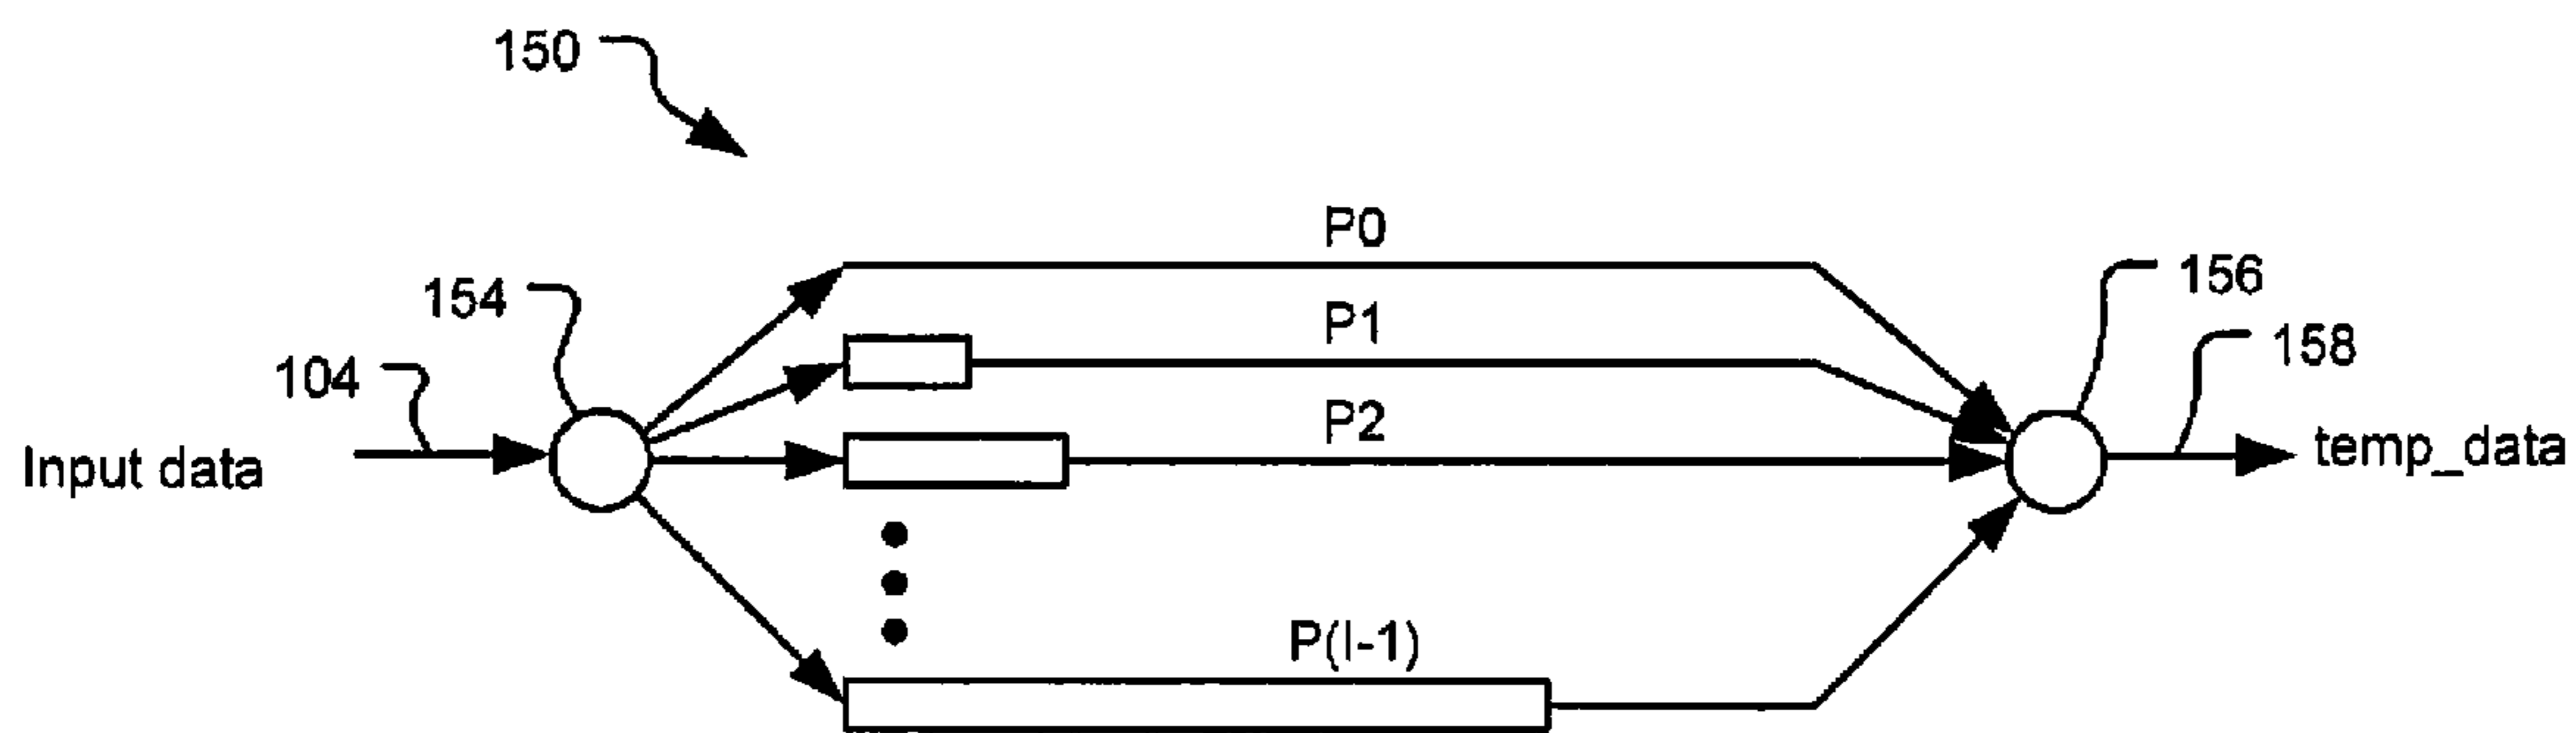 150
P0
154
156
P1
158
104
P2
Input data
temp_data
P(I-1)